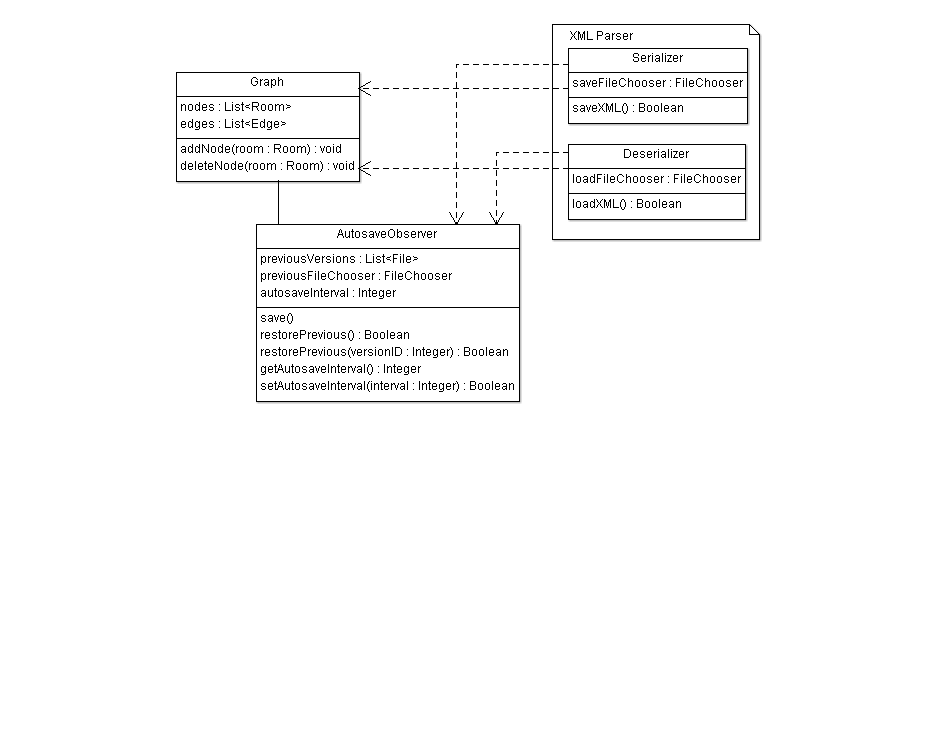 Graph
nodes : List<Room>
edges : List<Edge>
addNode(room : Room) : void
deleteNode(room : Room) : void
XML Parser
Serializer
saveFileChooser : FileChooser
saveXML() : Boolean
Deserializer
loadFileChooser : FileChooser
loadXML() : Boolean
AutosaveObserver
previousVersions : List<File>
previousFileChooser : FileChooser
autosaveInterval : Integer
save()
restorePrevious() : Boolean
restorePrevious(versionID : Integer) : Boolean
getAutosaveInterval() : Integer
setAutosaveInterval(interval : Integer) : Boolean